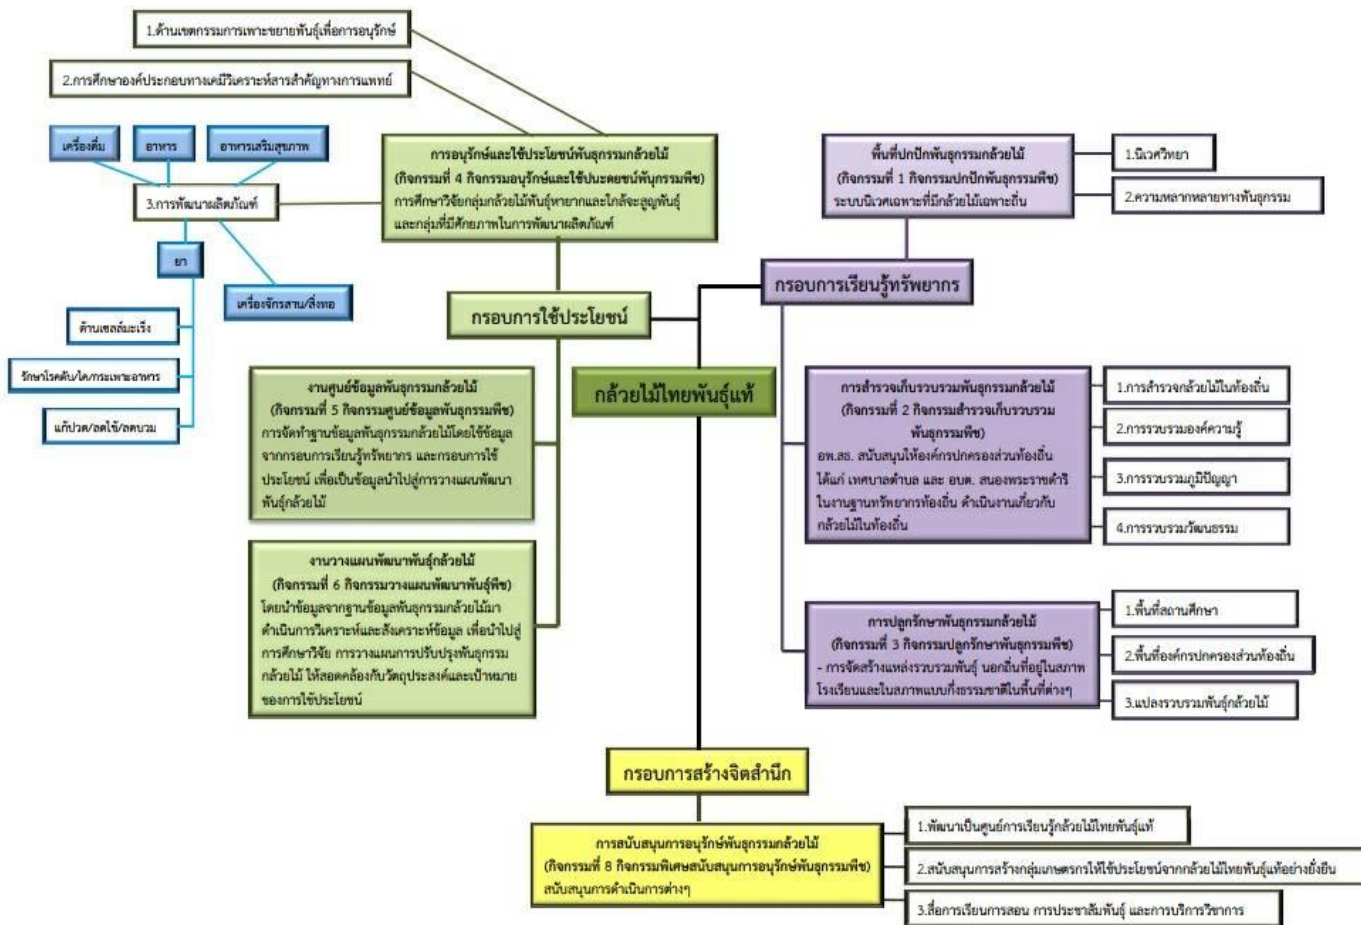 1.ด้านเขตกรรมการเพาะขยายพันธุ์เพื่อการอนุรักษ์
2.การศึกษาองค์ประกอบทางเคมีวิเคราะห์สารสำคัญทางการแพทย์
เครื่องดื่ม
อาหาร
อาหารเสริมสุขภาพ
3.การพัฒนาผลิตภัณฑ์
ยา
เครื่องจักรสาน/สิ่งทอ
ต้านเซลล์มะเร็ง
รักษาโรคตับ/ไต/กระเพาะอาหาร
แก้ปวด/ลดไข้/ลดบวม
การอนุรักษ์และใช้ประโยชน์พันธุกรรมกล้วยไม้
(กิจกรรมที่ 4 กิจกรรมอนุรักษ์และใช้ปนะดยชน์พันุกรรมพืช)
การศึกษาวิจัยกลุ่มกล้วยไม้พันธุ์หายากและใกล้จะสูญพันธุ์
และกลุ่มที่มีศักยภาพในการพัฒนาผลิตภัณฑ์
กรอบการใช้ประโยชน์
งานศูนย์ข้อมูลพันธุกรรมกล้วยไม้
(กิจกรรมที่ 5 กิจกรรมศูนย์ข้อมูลพันธุกรรมพืช)
การจัดทำฐานข้อมูลพันธุกรรมกล้วยไม้โดยใช้ข้อมูล
จากกรอบการเรียนรู้ทรัพยากร และกรอบการใช้
ประโยชน์ เพื่อเป็นข้อมูลนำไปสู่การวางแผนพัฒนา
พันธุ์กล้วยไม้
งานวางแผนพัฒนาพันธุ์กล้วยไม้
(กิจกรรมที่ 6 กิจกรรมวางแผนพัฒนาพันธุ์พืช)
โดยนำข้อมูลจากฐานข้อมูลพันธุกรรมกล้วยไม้มา
ดำเนินการวิเคราะห์และสังเคราะห์ข้อมูล เพื่อนำไปสู่
การศึกษาวิจัย การวางแผนการปรับปรุงพันธุกรรม
กล้วยไม้ ให้สอดคล้องกับวัตถุประสงค์และเป้าหมาย
ของการใช้ประโยชน์
กล้วยไม้ไทยพันธุ์แท้
พื้นที่ปกปักพันธุกรรมกล้วยไม้
(กิจกรรมที่ 1 กิจกรรมปกปักพันธุกรรมพืช)
ระบบนิเวศเฉพาะที่มีกล้วยไม้เฉพาะถิ่น
1.นิเวศวิทยา
2.ความหลากหลายทางพันธุกรรม
กรอบการเรียนรู้ทรัพยากร
การสำรวจเก็บรวบรวมพันธุกรรมกล้วยไม้
(กิจกรรมที่ 2 กิจกรรมสำรวจเก็บรวบรวม
พันธุกรรมพืช)
อพ.สธ. สนับสนุนให้องค์กรปกครองส่วนท้องถิ่น
ได้แก่ เทศบาลตำบล และ อบต. สนองพระราชดำริ
ในงานฐานทรัพยากรท้องถิ่น ดำเนินงานเกี่ยวกับ
กล้วยไม้ในท้องถิ่น
1.การสำรวจกล้วยไม้ในท้องถิ่น
2.การรวบรวมองค์ความรู้
3.การรวบรวมภูมิปัญญา
4.การรวบรวมวัฒนธรรม
การปลูกรักษาพันธุกรรมกล้วยไม้
(กิจกรรมที่ 3 กิจกรรมปลูกรักษาพันธุกรรมพืช)
- การจัดสร้างแหล่งรวบรวมพันธุ์ นอกถิ่นที่อยู่ในสภาพ
โรงเรียนและในสภาพแบบกึ่งธรรมชาติในพื้นที่ต่างๆ
1.พื้นที่สถานศึกษา
2.พื้นที่องค์กรปกครองส่วนท้องถิ่น
3.แปลงรวบรวมพันธุ์กล้วยไม้
กรอบการสร้างจิตสำนึก
การสนับสนุนการอนุรักษ์พันธุกรรมกล้วยไม้
(กิจกรรมที่ 8 กิจกรรมพิเศษสนับสนุนการอนุรักษ์พันธุกรรมพืช)
สนับสนุนการดำเนินการต่างๆ
1.พัฒนาเป็นศูนย์การเรียนรู้กล้วยไม้ไทยพันธุ์แท้
2.สนับสนุนการสร้างกลุ่มเกษตรกรให้ใช้ประโยชน์จากกล้วยไม้ไทยพันธุ์แท้อย่างยั่งยืน
3.สื่อการเรียนการสอน การประชาสัมพันธ์ และการบริการวิชาการ